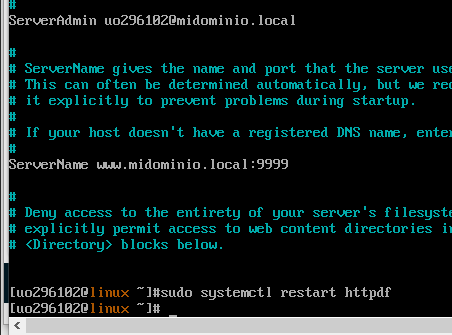 #
ServerAdmin uo296102@midominio.local

#
# ServerName gives the name and port that the server use
# This can often be determined automatically, but we rec
# it explicitly to prevent problems during startup.
#
# If your host doesn't have a registered DNS name, enter
#
ServerName www.midominio.local:9999

#
# Deny access to the entirety of your server's filesyste
# explicitly permit access to web content directories in
# <Directory> blocks below.
#
[uo296102@linux ~]#sudo systemctl restart httpdf
[uo296102@linux ~]#